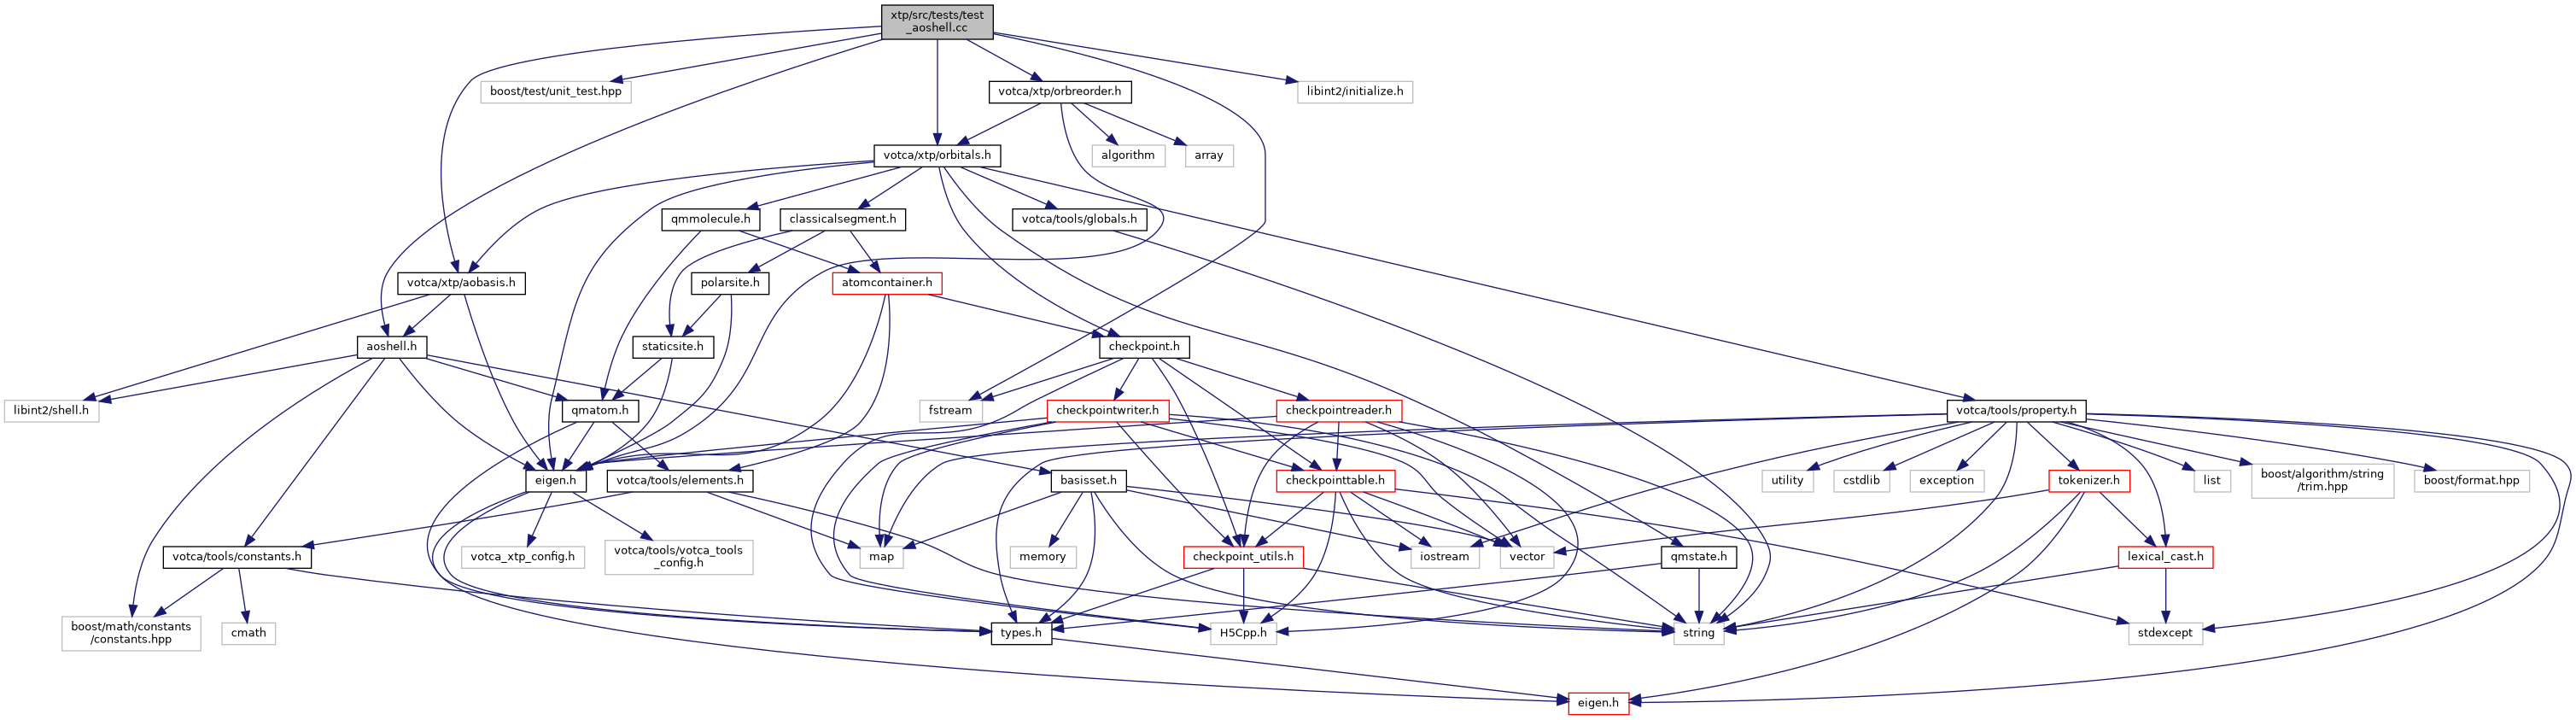 xtp/src/tests/test
_aoshell.cc
boost/test/unit_test.hpp
votca/xtp/orbreorder.h
libint2/initialize.h
votca/xtp/orbitals.h
algorithm
array
qmmolecule.h
classicalsegment.h
votca/tools/globals.h
votca/xtp/aobasis.h
polarsite.h
atomcontainer.h
aoshell.h
staticsite.h
checkpoint.h
libint2/shell.h
qmatom.h
fstream
checkpointwriter.h
checkpointreader.h
votca/tools/property.h
eigen.h
votca/tools/elements.h
basisset.h
checkpointtable.h
utility
cstdlib
exception
tokenizer.h
list
boost/algorithm/string
/trim.hpp
boost/format.hpp
votca/tools/constants.h
votca_xtp_config.h
votca/tools/votca_tools
_config.h
map
memory
checkpoint_utils.h
iostream
vector
qmstate.h
lexical_cast.h
boost/math/constants
/constants.hpp
cmath
types.h
H5Cpp.h
string
stdexcept
eigen.h